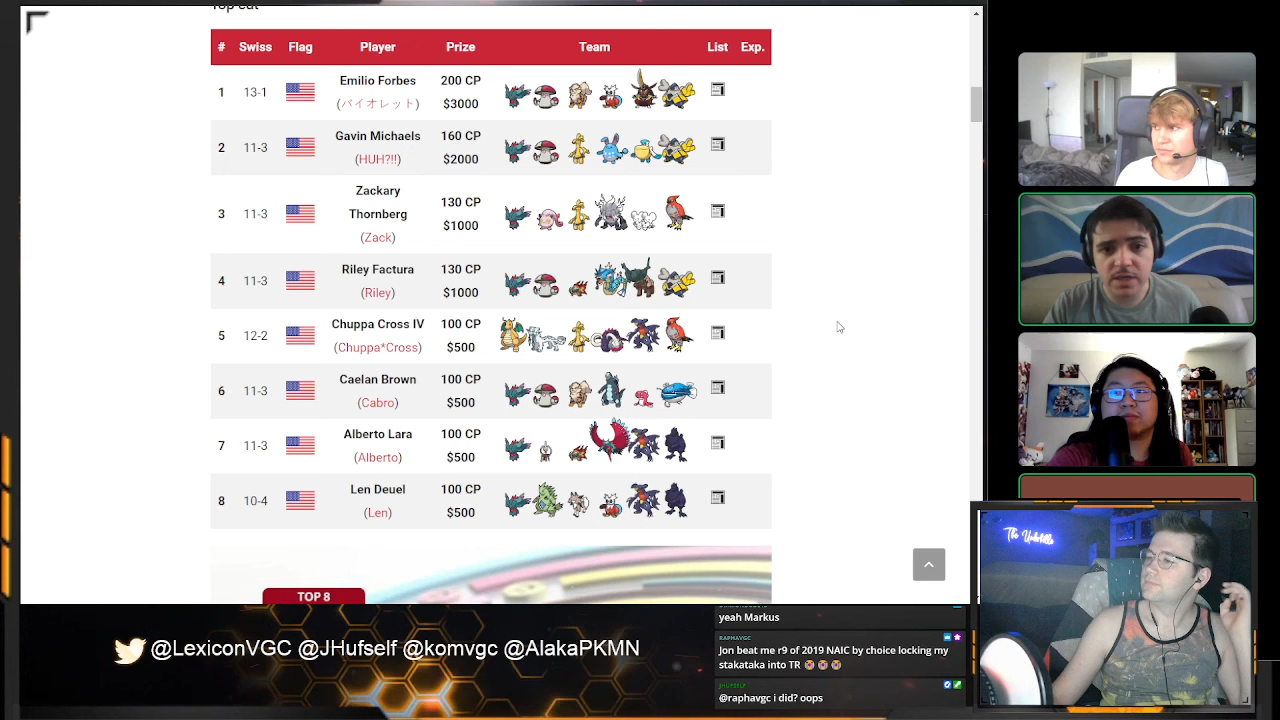 # Swiss Flag Player Prize Team List Exp.
1 13-1 Emilio Forbes 200 CP
(バイオレット) $3000
2 11-3 Gavin Michaels 160 CP
(HUH?!!) $2000
3 11-3 Zackary Thornberg 130 CP
(Zack) $1000
4 11-3 Riley Factura 130 CP
(Riley) $1000
5 12-2 Chuppa Cross IV 100 CP
(Chuppa*Cross) $500
6 11-3 Caelan Brown 100 CP
(Cabro) $500
7 11-3 Alberto Lara 100 CP
(Alberto) $500
8 10-4 Len Deuel 100 CP
(Len) $500
TOP 8
@LexiconVGC @JHufself @komvgc @AlakaPKMN
yeah Markus
RAPHAVGC
Jon beat me r9 of 2019 NAIC by choice locking my
stakataka into TR
JHUFSELF
@raphavgc i did? oops